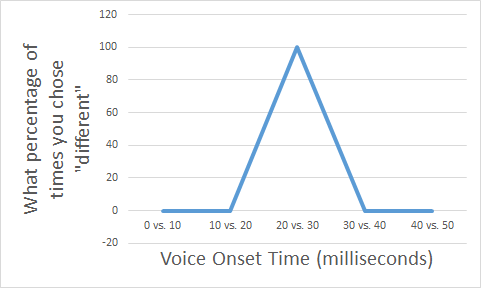 What percentage of
times you chose
"different"
120
100
80
60
40
20
0
-20
0 vs. 10 10 vs. 20 20 vs. 30 30 vs. 40 40 vs. 50
Voice Onset Time (milliseconds)